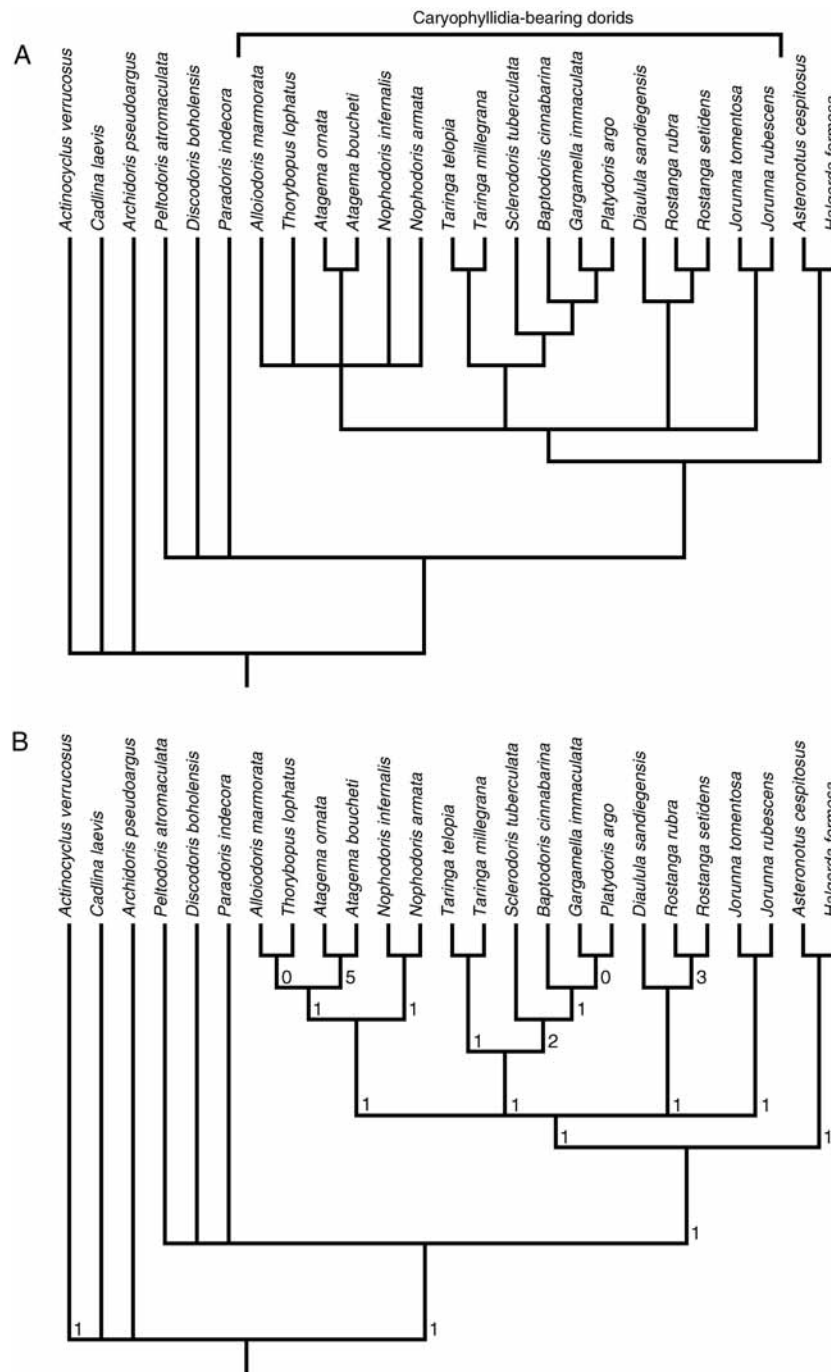 Caryophyllidia-bearing dorids
A
Actinocyclus verrucosus
Cadlina laevis
Archidoris pseudoargus
Peltodoris atromaculata
Discodoris boholensis
Paradoris indecora
Alloiodoris marmorata
Thorybopus lophatus
Atagema ornata
Atagema boucheti
Nophodoris infernalis
Nophodoris armata
Taringa telopia
Taringa millegrana
Sclerodoris tuberculata
Baptodoris cinnabarina
Gargamella immaculata
Platydoris argo
Diaulula sandiegensis
Rostanga rubra
Rostanga setidens
Jorunna tomentosa
Jorunna rubescens
Asteronotus cespitosus
Halgerda formosa
B
Actinocyclus verrucosus
Cadlina laevis
Archidoris pseudoargus
Peltodoris atromaculata
Discodoris boholensis
Paradoris indecora
Alloiodoris marmorata
Thorybopus lophatus
Atagema ornata
Atagema boucheti
Nophodoris infernalis
Nophodoris armata
Taringa telopia
Taringa millegrana
Sclerodoris tuberculata
Baptodoris cinnabarina
Gargamella immaculata
Platydoris argo
Diaulula sandiegensis
Rostanga rubra
Rostanga setidens
Jorunna tomentosa
Jorunna rubescens
Asteronotus cespitosus
Halgerda formosa
0 5 0 3
1 1 1
1 2
1 1 1 1
1 1
1
1 1